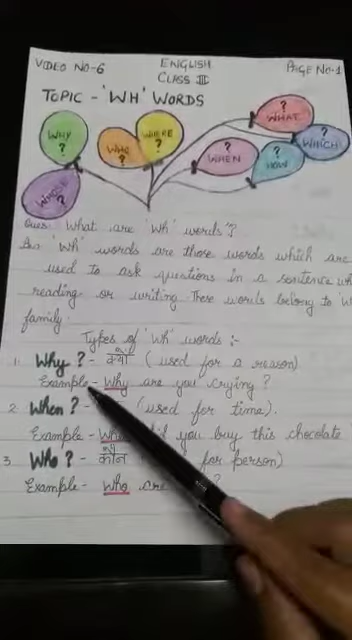 VIDEO NO-6
ENGLISH
PAGE NO.1
CLASS III
TOPIC - 'WH' WORDS
WHY ?
WHO ?
WHERE ?
WHAT ?
WHICH ?
WHEN ?
HOW ?
WHOSE ?
Ques. What are 'Wh' words?
Ans 'Wh' words are those words which are
used to ask questions in a sentence
reading or writing. These words belong to
family.
Types of 'Wh' words :-
1. Why ? - क्यों (used for a reason)
Example - Why are you crying ?
2. When ? - (used for time).
Example - you buy this chocolate
3. Who ? - कौन for person)
Example - Who are ?